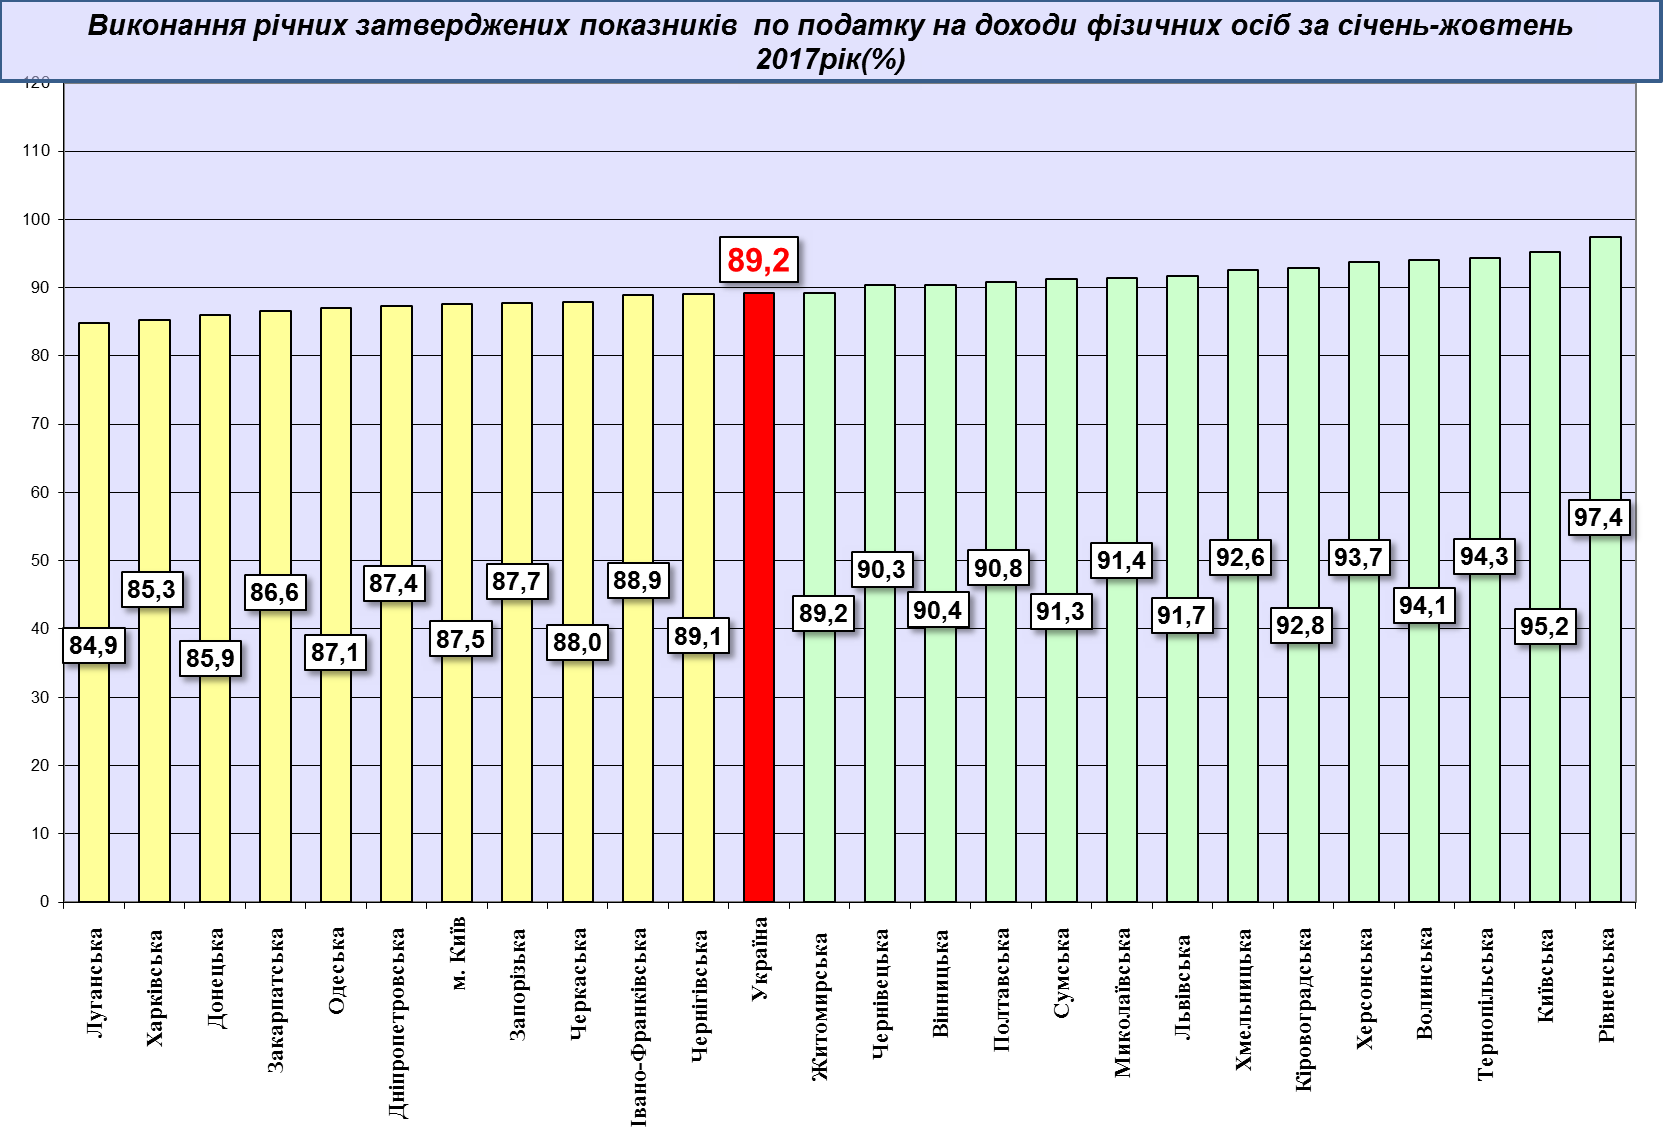 Виконання річних затверджених показників по податку на доходи фізичних осіб за січень-жовтень
2017рік(%)
120
110
100
90
80
70
60
50
40
30
20
10
0
89,2
84,9
85,3
85,9
86,6
87,1
87,4
87,5
87,7
88,0
88,9
89,1
89,2
90,3
90,4
90,8
91,3
91,4
91,7
92,6
92,8
93,7
94,1
94,3
95,2
97,4
Луганська
Харківська
Донецька
Закарпатська
Одеська
Дніпропетровська
м. Київ
Запорізька
Черкаська
Івано-Франківська
Чернігівська
Україна
Житомирська
Чернівецька
Вінницька
Полтавська
Сумська
Миколаївська
Львівська
Хмельницька
Кіровоградська
Херсонська
Волинська
Тернопільська
Київська
Рівненська